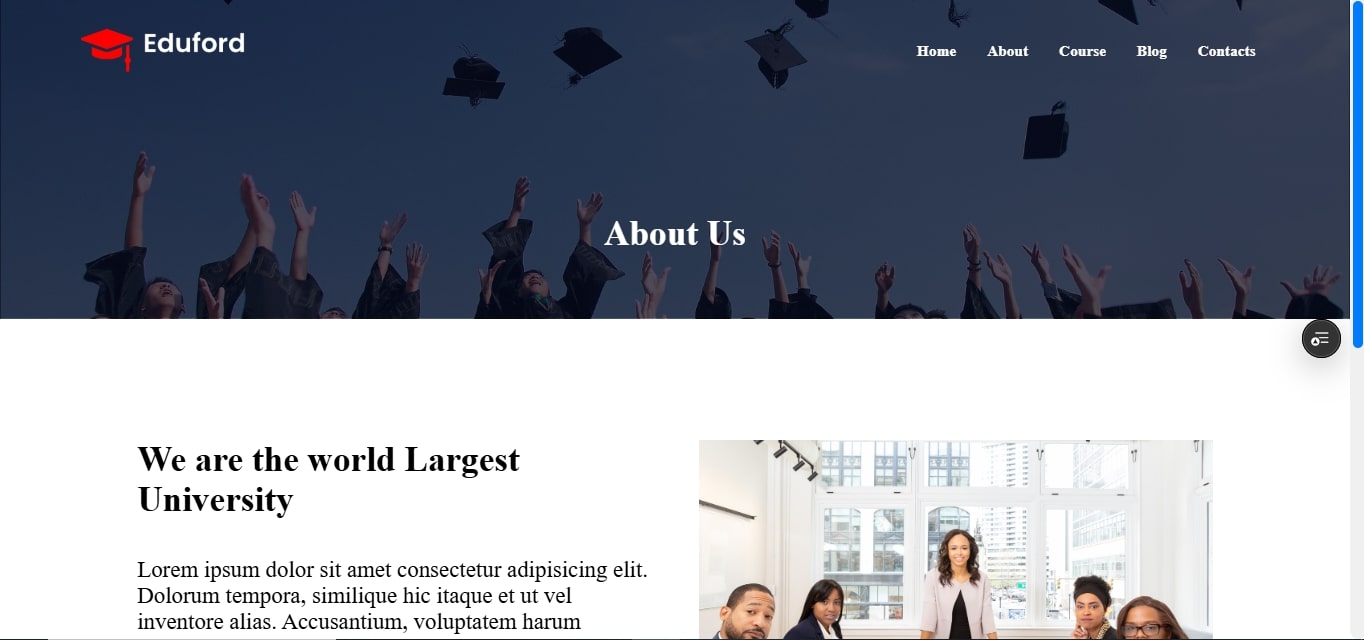 Eduford
Home About Course Blog Contacts
About Us
We are the world Largest
University
Lorem ipsum dolor sit amet consectetur adipisicing elit.
Dolorum tempora, similique hic itaque et ut vel
inventore alias. Accusantium, voluptatem harum